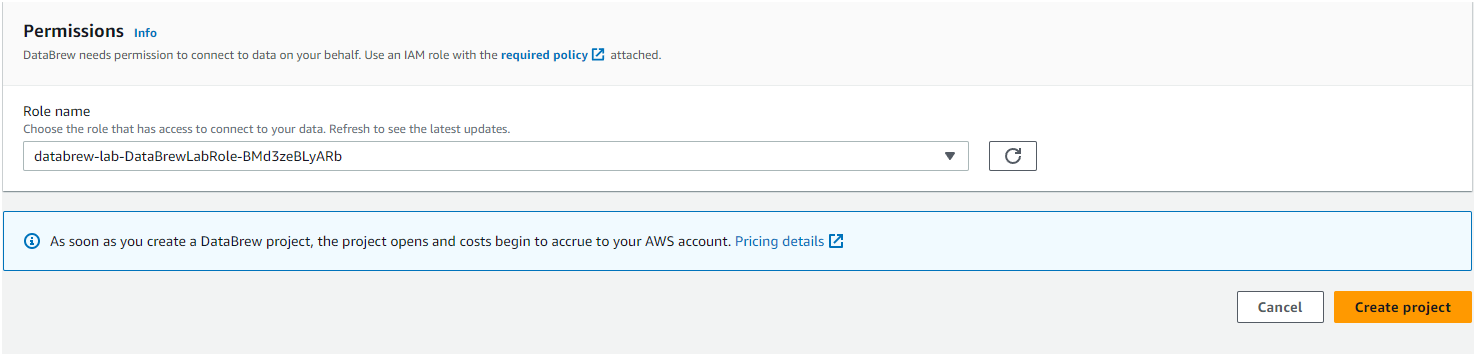 Permissions Info
DataBrew needs permission to connect to data on your behalf. Use an IAM role with the required policy attached.
Role name
Choose the role that has access to connect to your data. Refresh to see the latest updates.
databrew-lab-DataBrewLabRole-BMd3zeBLyARb
As soon as you create a DataBrew project, the project opens and costs begin to accrue to your AWS account. Pricing details
Cancel Create project